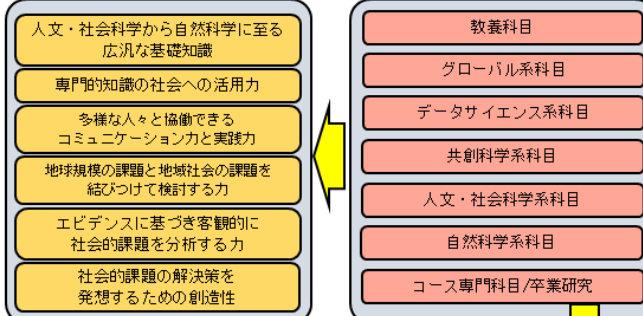 人文・社会科学から自然科学に至る
広汎な基礎知識
専門的知識の社会への活用力
多様な人々と協働できる
コミュニケーション力と実践力
地球規模の課題と地域社会の課題を
結びつけて検討する力
エビデンスに基づき客観的に
社会的課題を分析する力
社会的課題の解決策を
発想するための創造性
教養科目
グローバル系科目
データサイエンス系科目
共創科学系科目
人文・社会科学系科目
自然科学系科目
コース専門科目/卒業研究